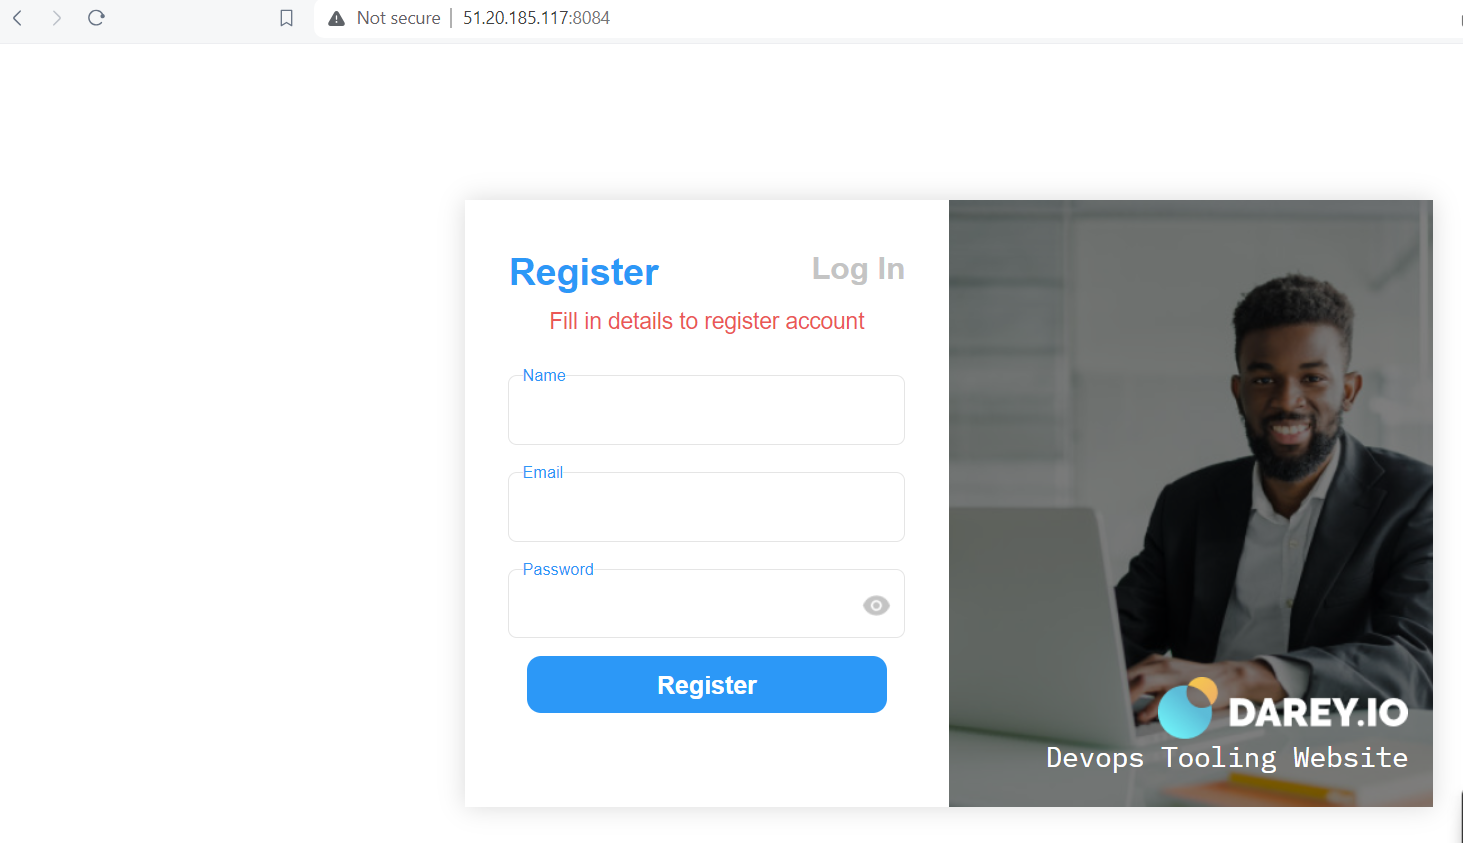 Not secure | 51.20.185.117:8084
Register
Log In
Fill in details to register account
Name
Email
Password
Register
DAREY.IO
Devops Tooling Website